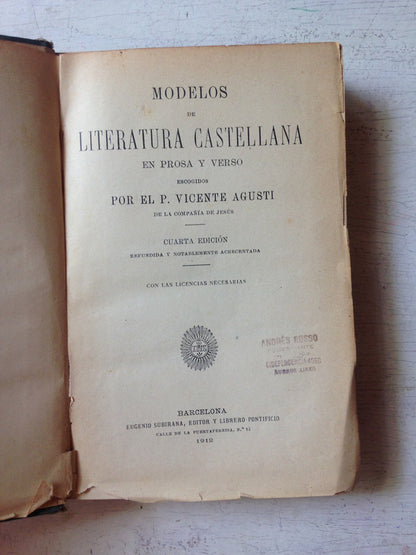 MODELOS
DE
LITERATURA CASTELLANA
EN PROSA Y VERSO
ESCOGIDOS
POR EL P. VICENTE AGUSTI
DE LA COMPAÑÍA DE JESÚS
CUARTA EDICIÓN
REFUNDIDA Y NOTABLEMENTE ACRECENTADA
CON LAS LICENCIAS NECESARIAS
ANDRÉS ROSSO
INDEPENDENCIA
BUENOS AIRES
BARCELONA
EUGENIO SUBIRANA, EDITOR Y LIBRERO PONTIFICIO
CALLE DE LA PUERTAFERRISA, N.º 14
1912